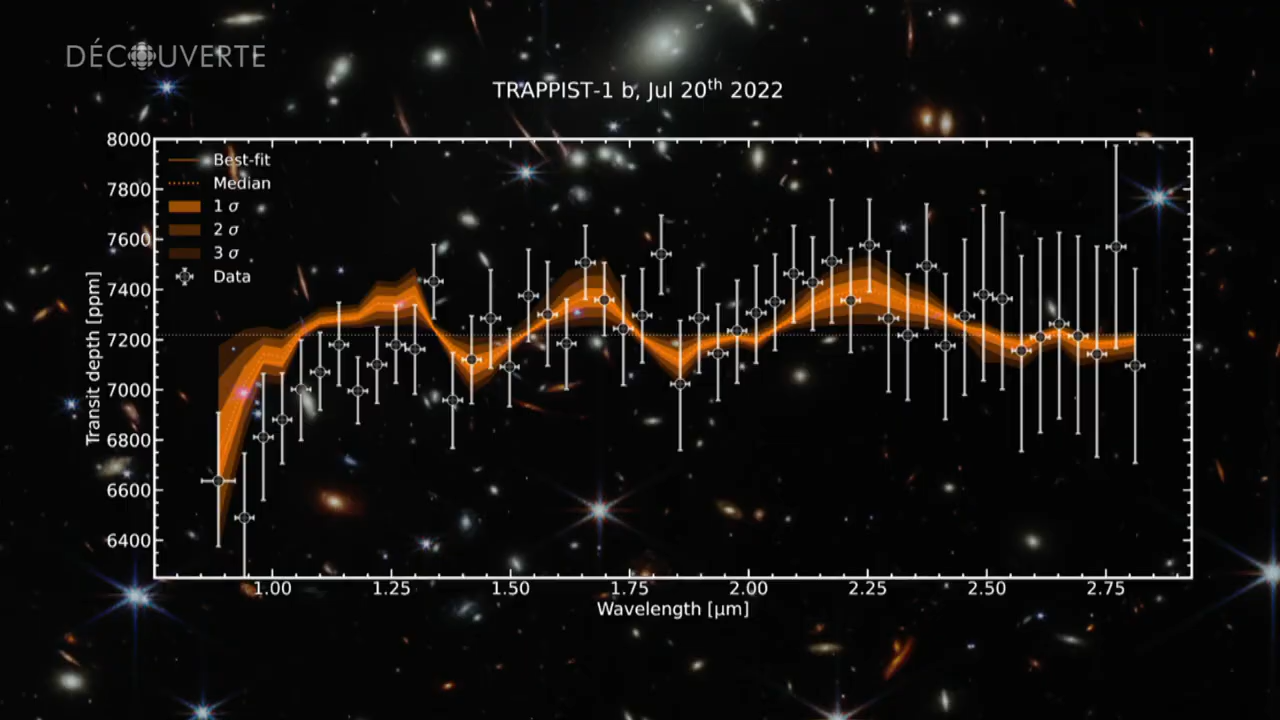 DÉCOUVERTE
TRAPPIST-1 b, Jul 20th 2022
8000
7800
7600
7400
7200
7000
6800
6600
6400
Transit depth [ppm]
Best-fit
Median
1 σ
2 σ
3 σ
Data
1.00 1.25 1.50 1.75 2.00 2.25 2.50 2.75
Wavelength [μm]